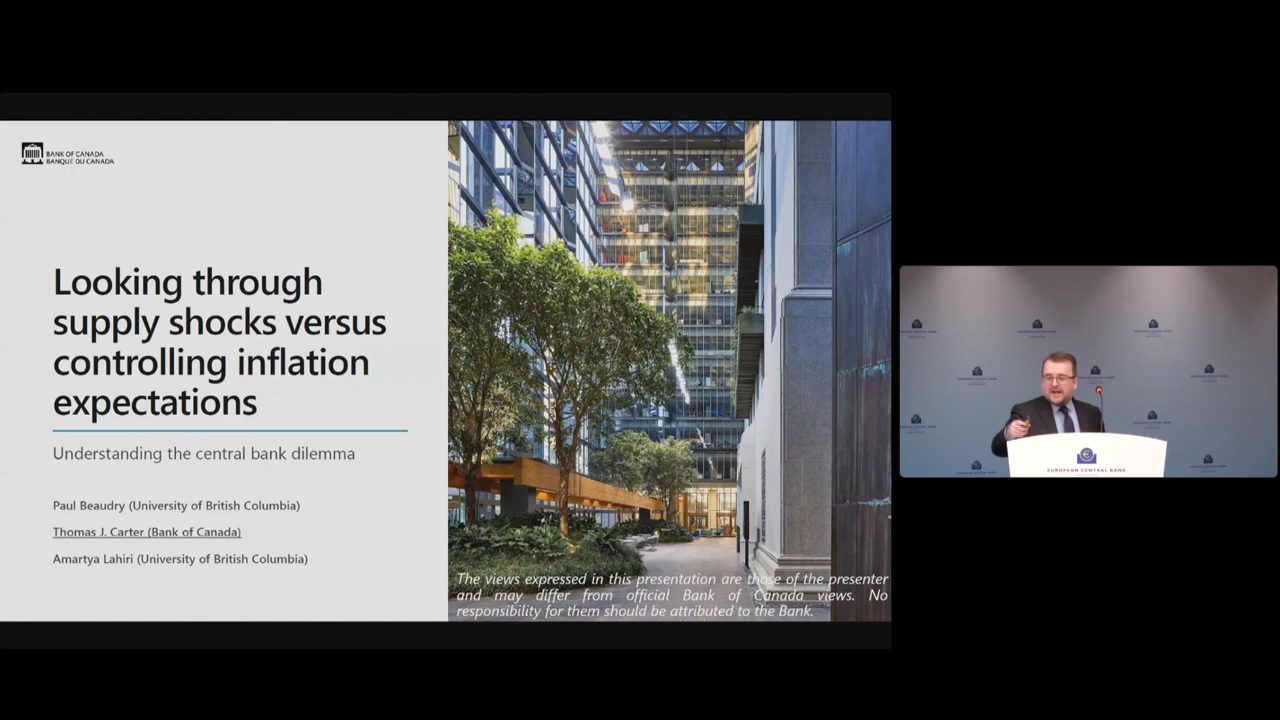 BANK OF CANADA
BANQUE DU CANADA
Looking through
supply shocks versus
controlling inflation
expectations
Understanding the central bank dilemma
Paul Beaudry (University of British Columbia)
Thomas J. Carter (Bank of Canada)
Amartya Lahiri (University of British Columbia)
The views expressed in this presentation are those of the presenter
and may differ from official Bank of Canada views. No
responsibility for them should be attributed to the Bank.
EUROPEAN CENTRAL BANK